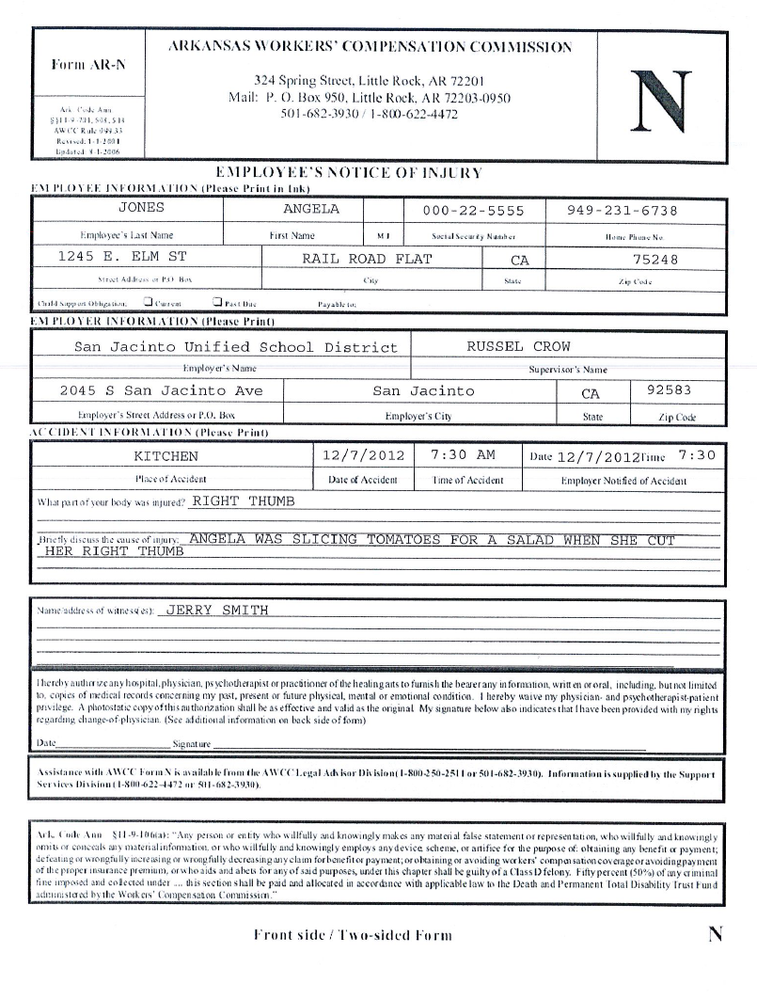 Form AR-N
Ark. Code Ann
§§11-9-701, 508, 514
AWCC Rule 099.33
Revised: 1-1-2001
Updated: 8-1-2006
ARKANSAS WORKERS' COMPENSATION COMMISSION
324 Spring Street, Little Rock, AR 72201
Mail: P. O. Box 950, Little Rock, AR 72203-0950
501-682-3930 / 1-800-622-4472
N
EMPLOYEE'S NOTICE OF INJURY
EMPLOYEE INFORMATION (Please Print in Ink)
JONES ANGELA 000-22-5555 949-231-6738
Employee's Last Name First Name M I Social Security Number Home Phone No.
1245 E. ELM ST RAIL ROAD FLAT CA 75248
Street Address or P.O. Box City State Zip Code
Child Support Obligation: Current Past Due Payable to:
EMPLOYER INFORMATION (Please Print)
San Jacinto Unified School District RUSSEL CROW
Employer's Name Supervisor's Name
2045 S San Jacinto Ave San Jacinto CA 92583
Employer's Street Address or P.O. Box Employer's City State Zip Code
ACCIDENT INFORMATION (Please Print)
KITCHEN 12/7/2012 7:30 AM Date 12/7/2012 Time 7:30
Place of Accident Date of Accident Time of Accident Employer Notified of Accident
What part of your body was injured? RIGHT THUMB
Briefly discuss the cause of injury: ANGELA WAS SLICING TOMATOES FOR A SALAD WHEN SHE CUT
HER RIGHT THUMB
Name/address of witness(es): JERRY SMITH
I hereby authorize any hospital, physician, psychotherapist or practitioner of the healing arts to furnish the bearer any information, written or oral, including, but not limited
to, copies of medical records concerning my past, present or future physical, mental or emotional condition. I hereby waive my physician- and psychotherapist-patient
privilege. A photostatic copy of this authorization shall be as effective and valid as the original. My signature below also indicates that I have been provided with my rights
regarding change-of-physician. (See additional information on back side of form)
Date Signature
Assistance with AWCC Form N is available from the AWCC Legal Advisor Division (1-800-250-2511 or 501-682-3930). Information is supplied by the Support
Services Division (1-800-622-4472 or 501-682-3930).
Ark. Code Ann §11-9-106(a): "Any person or entity who willfully and knowingly makes any material false statement or representation, who willfully and knowingly
omits or conceals any material information, or who willfully and knowingly employs any device, scheme, or artifice for the purpose of: obtaining any benefit or payment;
defeating or wrongfully increasing or wrongfully decreasing any claim for benefit or payment; or obtaining or avoiding workers' compensation coverage or avoiding payment
of the proper insurance premium, or who aids and abets for any of said purposes, under this chapter shall be guilty of a Class D felony. Fifty percent (50%) of any criminal
fine imposed and collected under .... this section shall be paid and allocated in accordance with applicable law to the Death and Permanent Total Disability Trust Fund
administered by the Workers' Compensation Commission."
Front side / Two-sided Form N